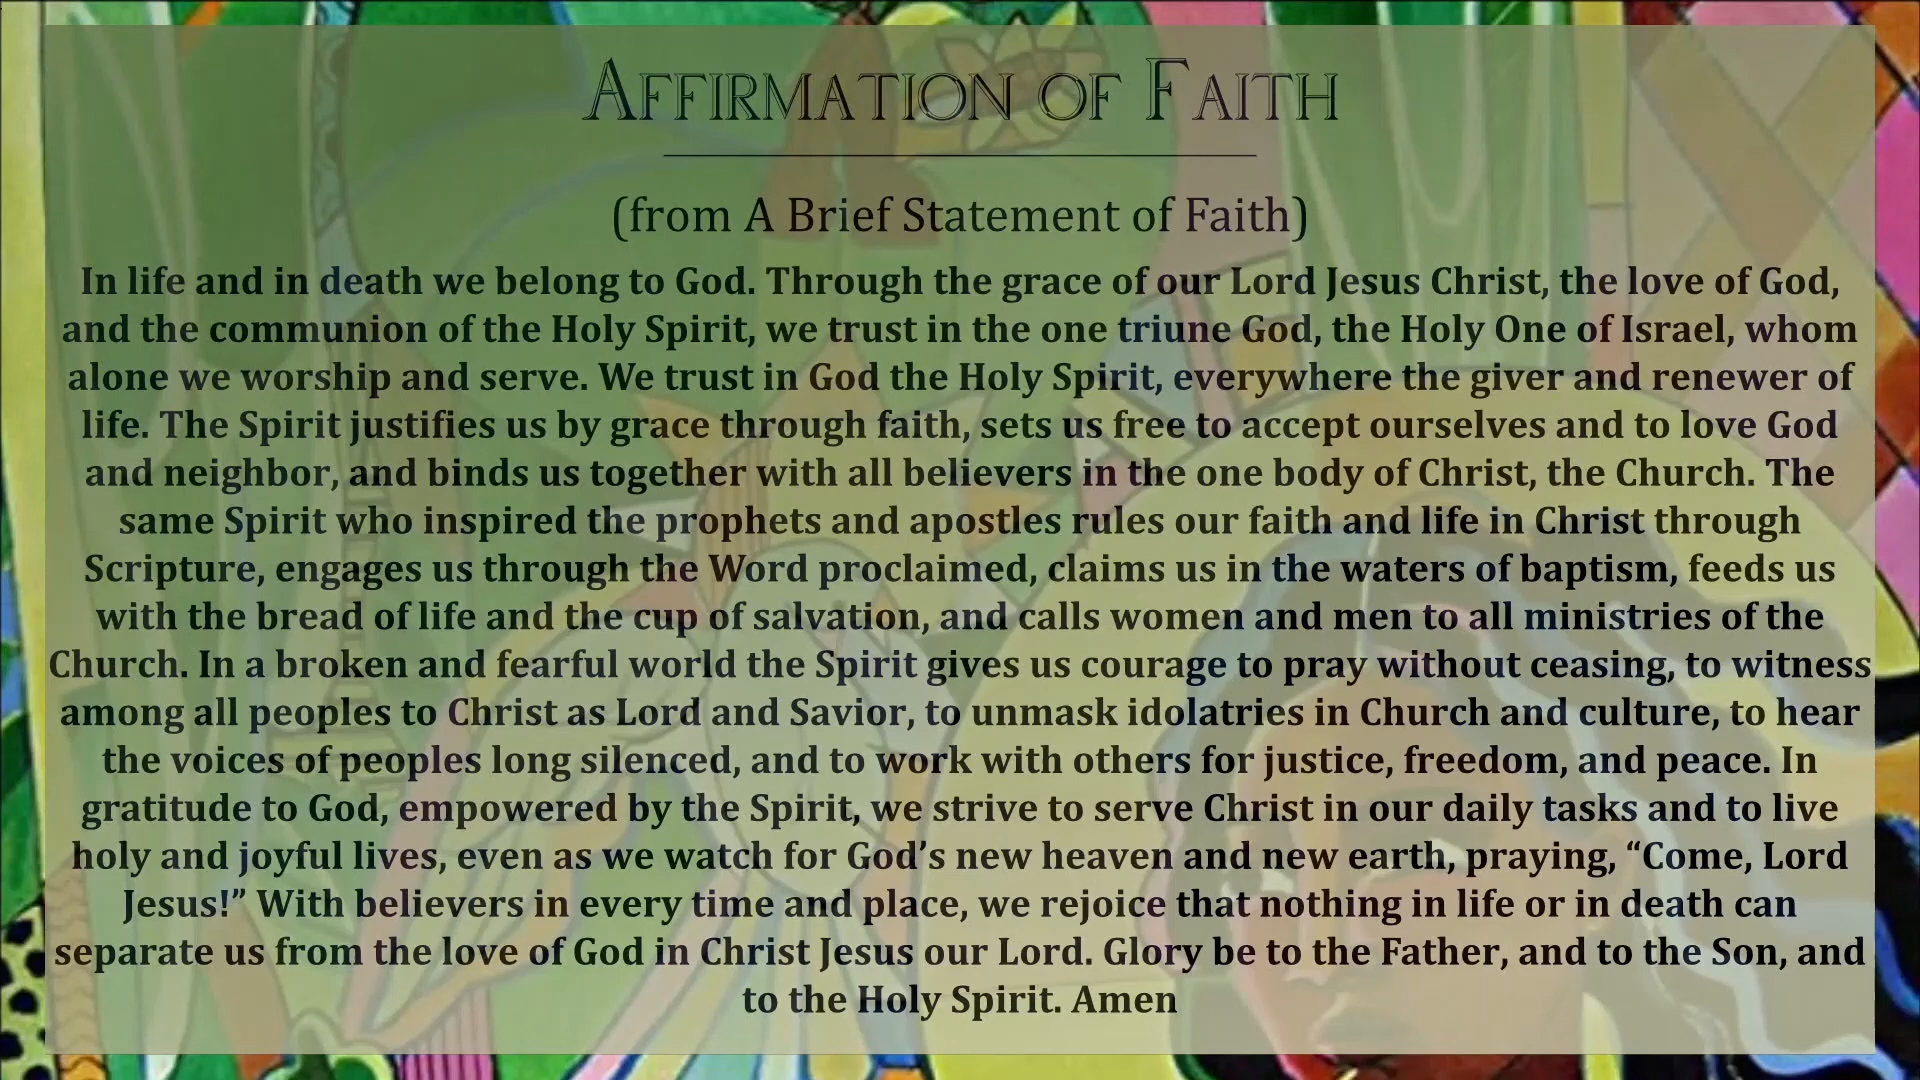 AFFIRMATION OF FAITH
(from A Brief Statement of Faith)
In life and in death we belong to God. Through the grace of our Lord Jesus Christ, the love of God,
and the communion of the Holy Spirit, we trust in the one triune God, the Holy One of Israel, whom
alone we worship and serve. We trust in God the Holy Spirit, everywhere the giver and renewer of
life. The Spirit justifies us by grace through faith, sets us free to accept ourselves and to love God
and neighbor, and binds us together with all believers in the one body of Christ, the Church. The
same Spirit who inspired the prophets and apostles rules our faith and life in Christ through
Scripture, engages us through the Word proclaimed, claims us in the waters of baptism, feeds us
with the bread of life and the cup of salvation, and calls women and men to all ministries of the
Church. In a broken and fearful world the Spirit gives us courage to pray without ceasing, to witness
among all peoples to Christ as Lord and Savior, to unmask idolatries in Church and culture, to hear
the voices of peoples long silenced, and to work with others for justice, freedom, and peace. In
gratitude to God, empowered by the Spirit, we strive to serve Christ in our daily tasks and to live
holy and joyful lives, even as we watch for God’s new heaven and new earth, praying, “Come, Lord
Jesus!” With believers in every time and place, we rejoice that nothing in life or in death can
separate us from the love of God in Christ Jesus our Lord. Glory be to the Father, and to the Son, and
to the Holy Spirit. Amen